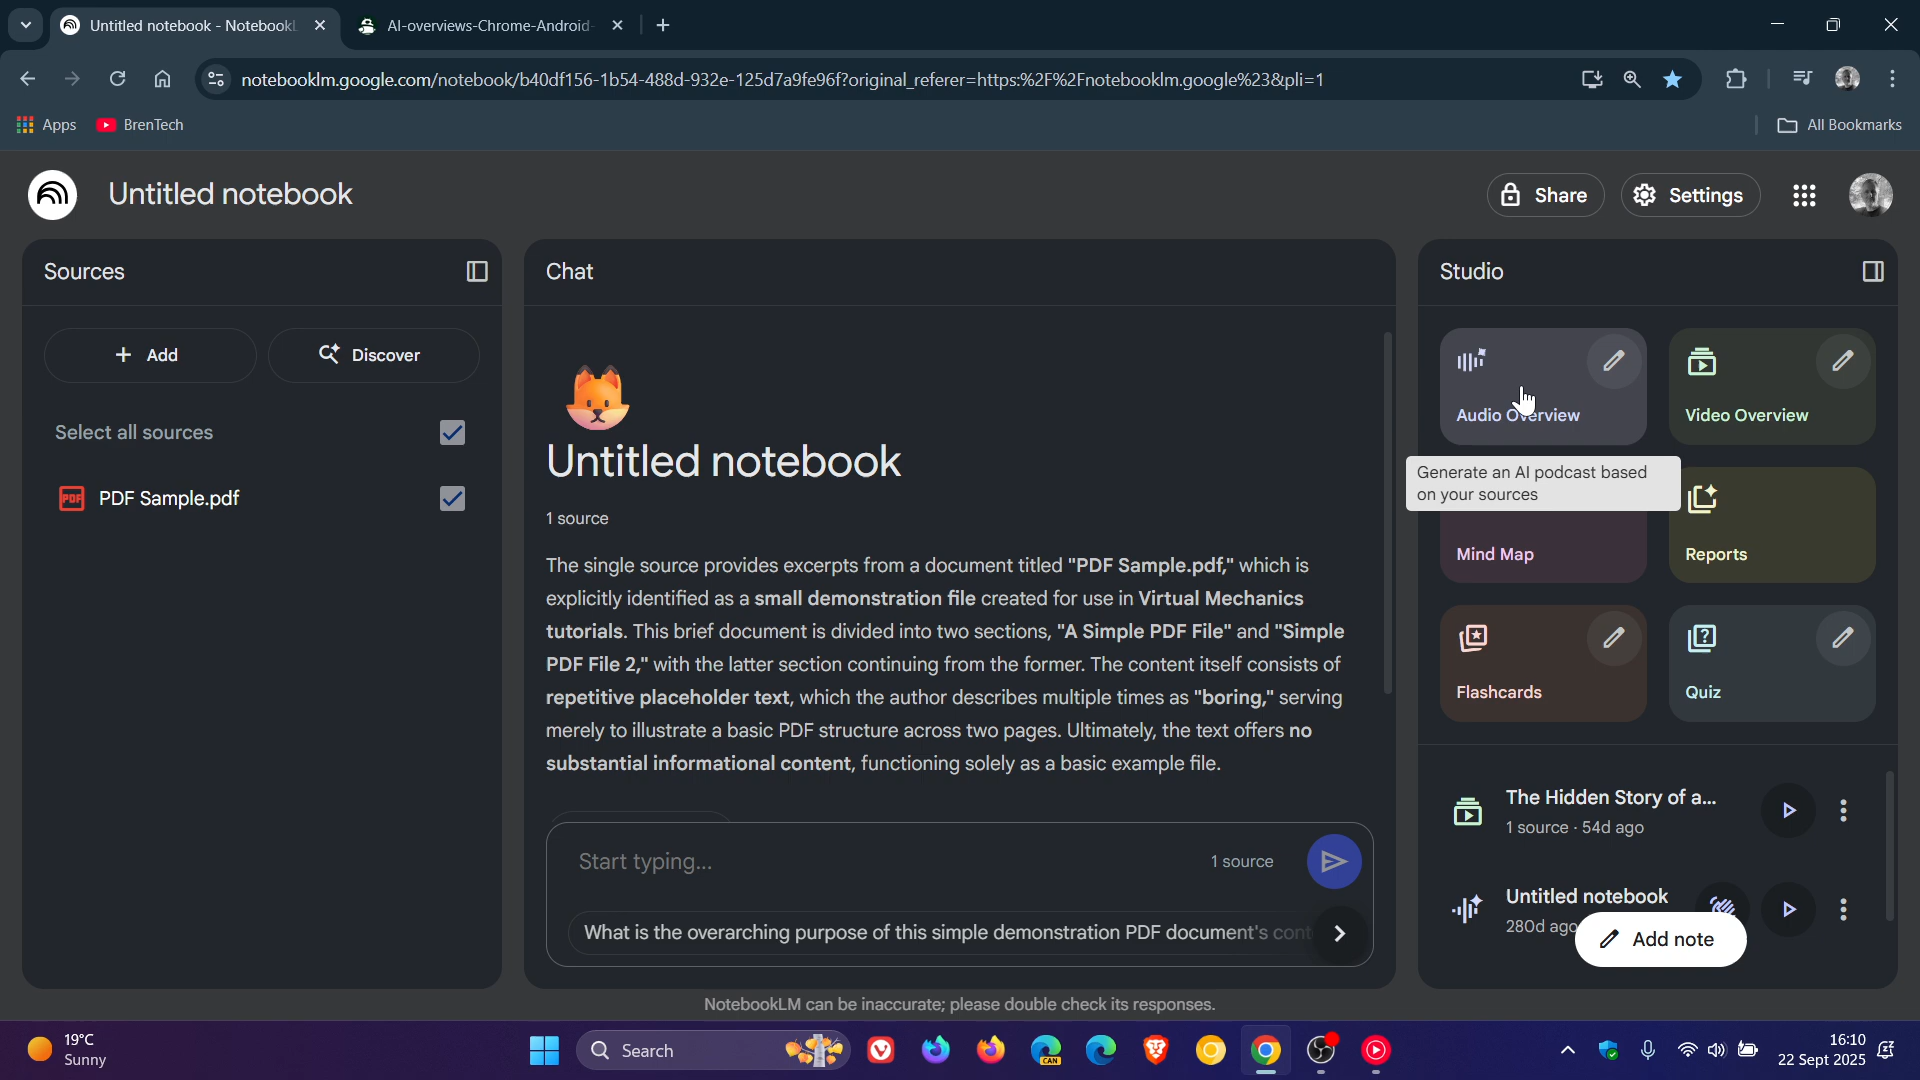 Untitled notebook - Notebook
AI-overviews-Chrome-Android-
notebooklm.google.com/notebook/b40df156-1b54-488d-932e-125d7a9fe96f?original_referer=https:%2F%2Fnotebooklm.google%23&pli=1
Apps
BrenTech
All Bookmarks
Untitled notebook
Share
Settings
Sources
Add
Discover
Select all sources
PDF
PDF Sample.pdf
Chat
Untitled notebook
1 source
The single source provides excerpts from a document titled "PDF Sample.pdf," which is
explicitly identified as a small demonstration file created for use in Virtual Mechanics
tutorials. This brief document is divided into two sections, "A Simple PDF File" and "Simple
PDF File 2," with the latter section continuing from the former. The content itself consists of
repetitive placeholder text, which the author describes multiple times as "boring," serving
merely to illustrate a basic PDF structure across two pages. Ultimately, the text offers no
substantial informational content, functioning solely as a basic example file.
Start typing...
1 source
What is the overarching purpose of this simple demonstration PDF document's
NotebookLM can be inaccurate; please double check its responses.
Studio
Audio Overview
Video Overview
Generate an AI podcast based
on your sources
Mind Map
Reports
Flashcards
Quiz
The Hidden Story of a...
1 source · 54d ago
Untitled notebook
280d ago
Add note
19°C
Sunny
Search
CAN
16:10
22 Sept 2025